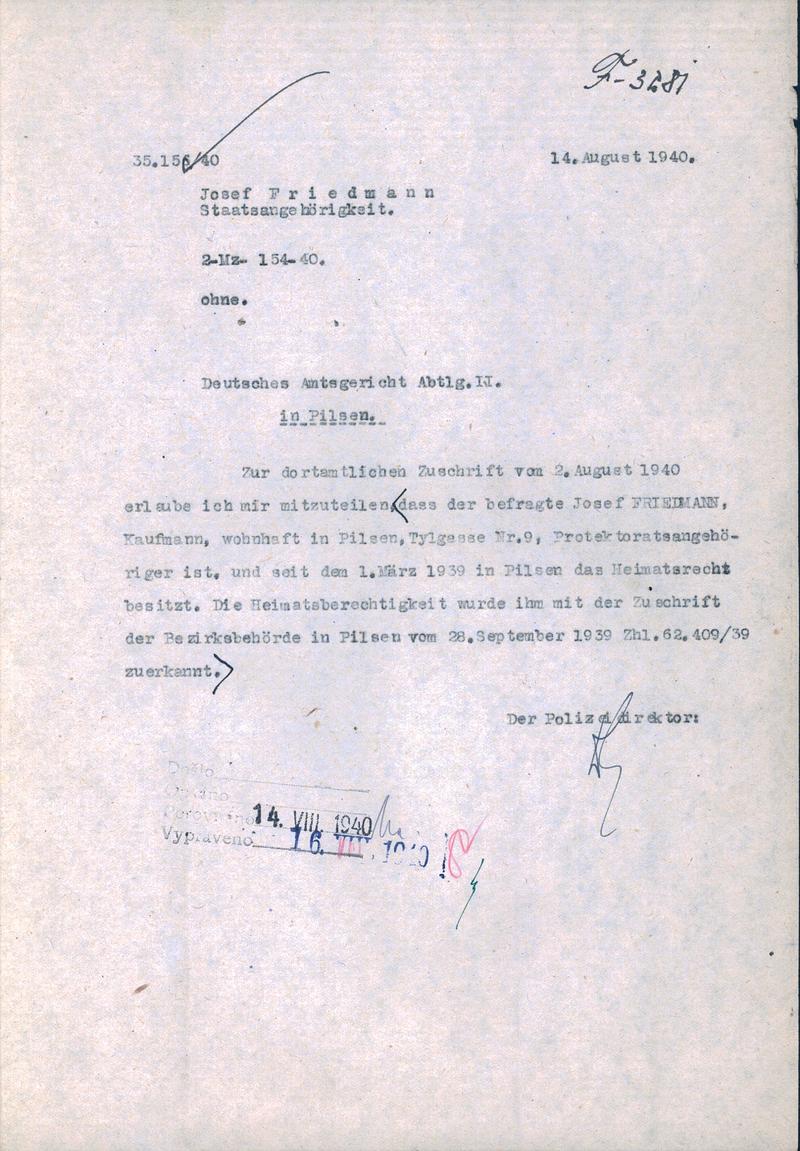 F-3281
35.156/40 14. August 1940.
Josef F r i e d m a n n
Staatsangehörigkeit.
2-Mz- 154-40.
ohne.
Deutsches Amtsgericht Abtlg. II.
in Pilsen.
Zur dortamtlichen Zuschrift vom 2. August 1940
erlaube ich mir mitzuteilen, dass der befragte Josef FRIEDMANN,
Kaufmann, wohnhaft in Pilsen, Tylgasse Nr.9, Protektoratsangehö-
riger ist, und seit dem 1.März 1939 in Pilsen das Heimatsrecht
besitzt. Die Heimatsberechtigkeit wurde ihm mit der Zuschrift
der Bezirksbehörde in Pilsen vom 28.September 1939 Zhl.62.409/39
zuerkannt.
Der Polizeidirektor:
Došlo
Opsáno
Porovnáno 14. VIII. 1940
Vypraveno 16. VIII. 1940